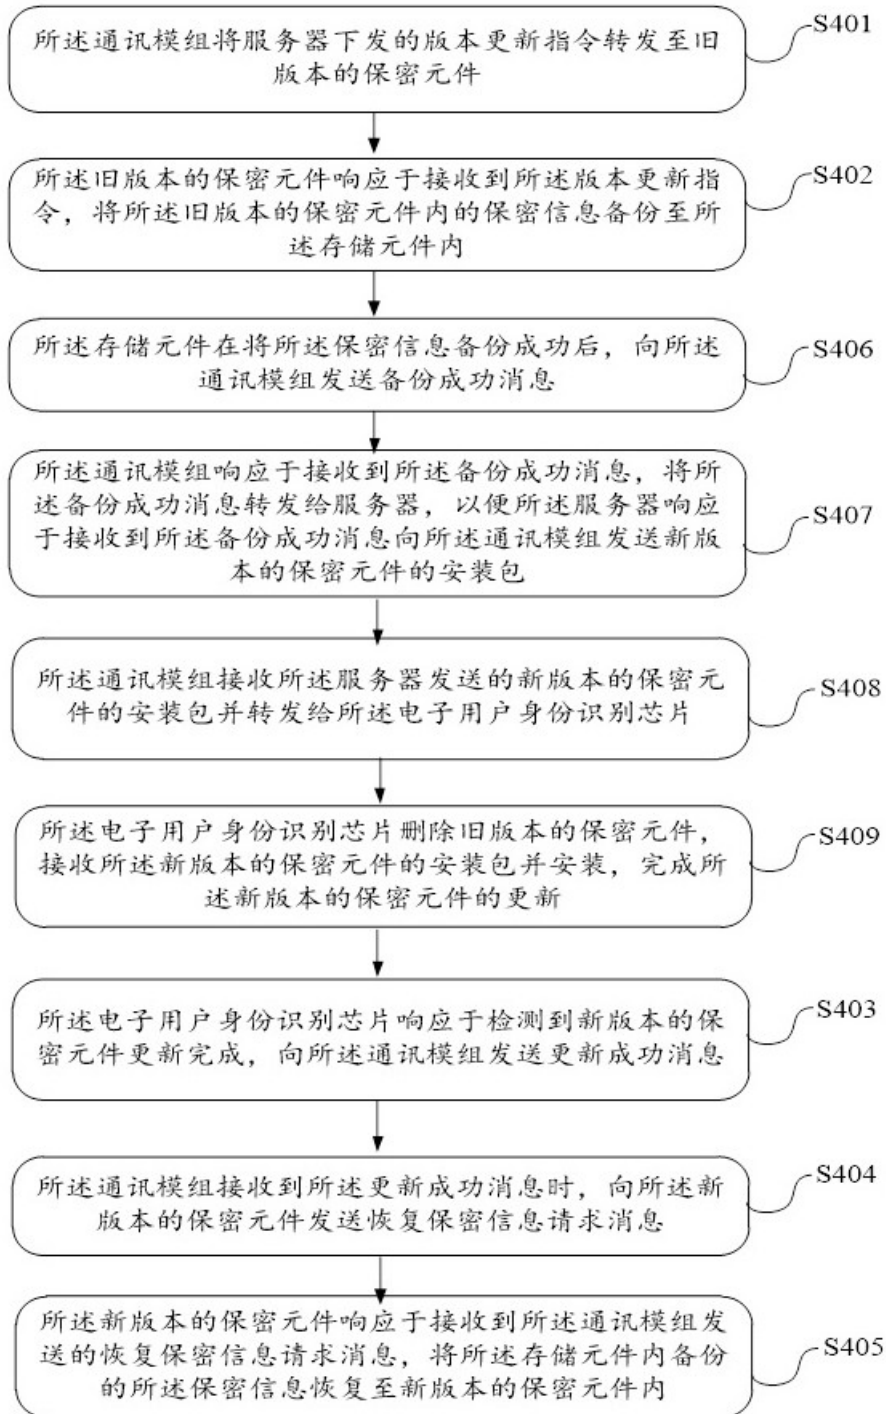 所述通讯模组将服务器下发的版本更新指令转发至旧
版本的保密元件
S401
所述旧版本的保密元件响应于接收到所述版本更新指
令，将所述旧版本的保密元件内的保密信息备份至所
述存储元件内
S402
所述存储元件在将所述保密信息备份成功后，向所述
通讯模组发送备份成功消息
S406
所述通讯模组响应于接收到所述备份成功消息，将所
述备份成功消息转发给服务器，以便所述服务器响应
于接收到所述备份成功消息向所述通讯模组发送新版
本的保密元件的安装包
S407
所述通讯模组接收所述服务器发送的新版本的保密元
件的安装包并转发给所述电子用户身份识别芯片
S408
所述电子用户身份识别芯片删除旧版本的保密元件，
接收所述新版本的保密元件的安装包并安装，完成所
述新版本的保密元件的更新
S409
所述电子用户身份识别芯片响应于检测到新版本的保
密元件更新完成，向所述通讯模组发送更新成功消息
S403
所述通讯模组接收到所述更新成功消息时，向所述新
版本的保密元件发送恢复保密信息请求消息
S404
所述新版本的保密元件响应于接收到所述通讯模组发
送的恢复保密信息请求消息，将所述存储元件内备份
的所述保密信息恢复至新版本的保密元件内
S405